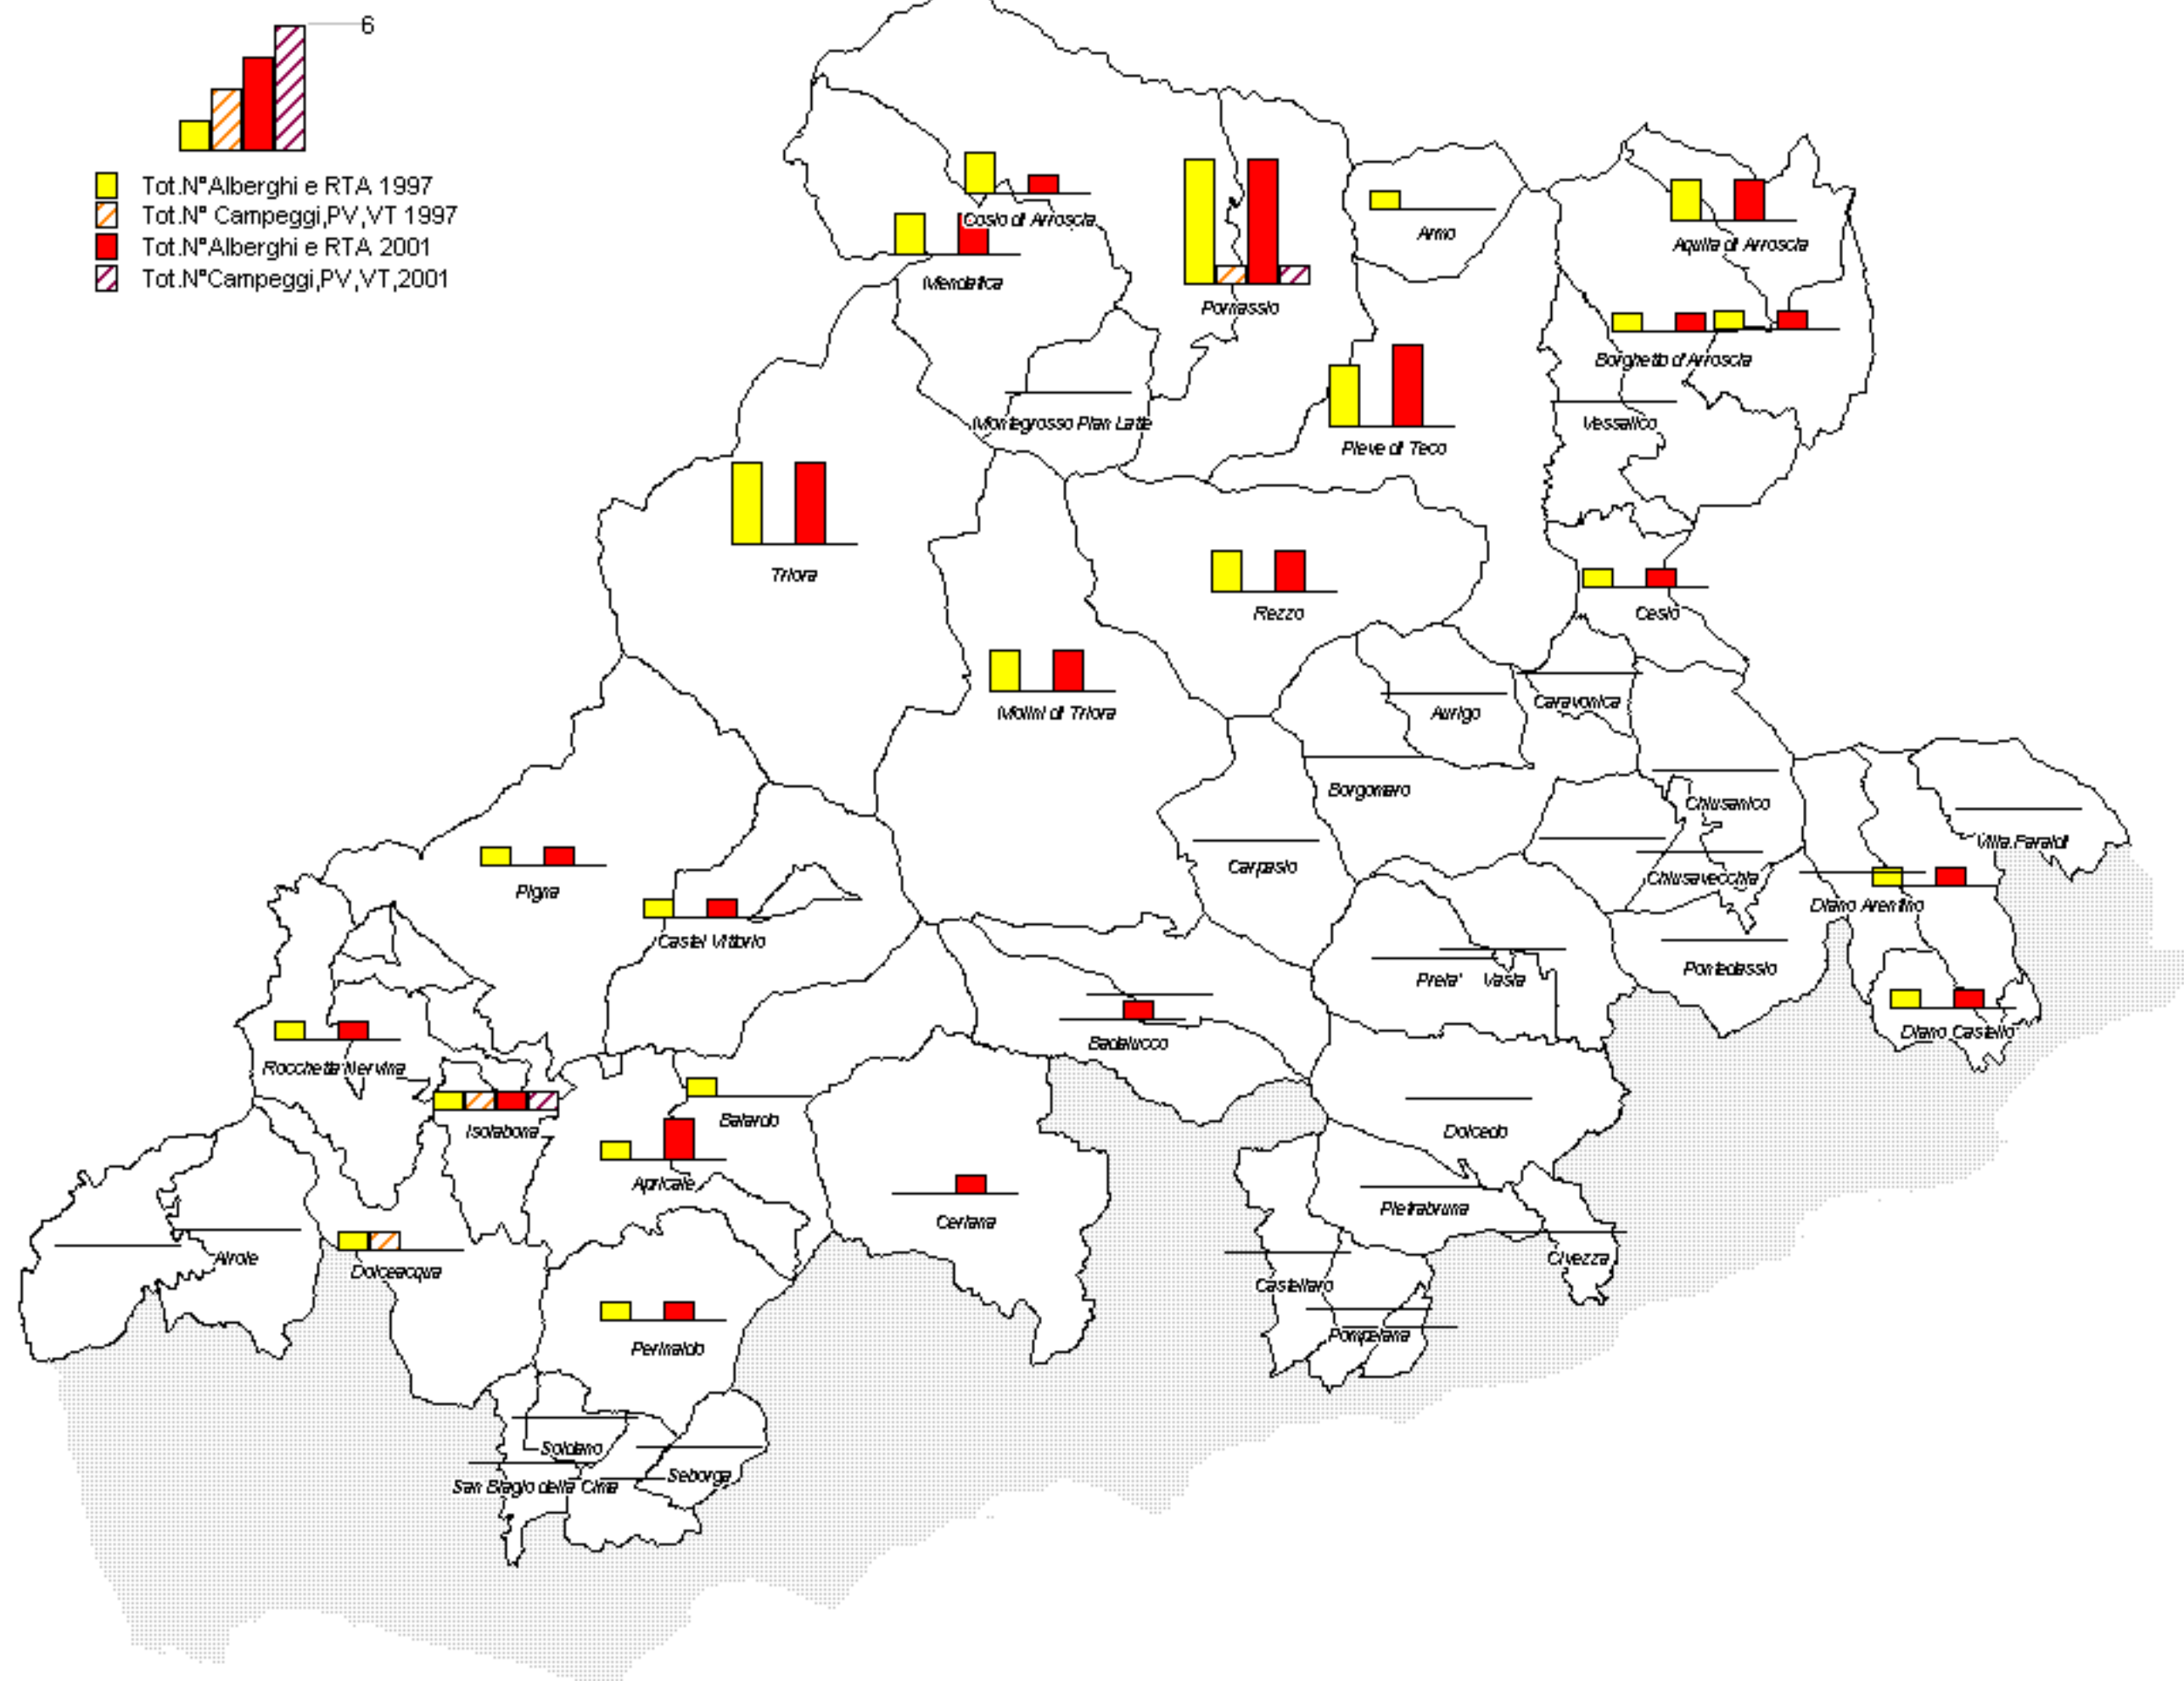 6
Tot.N°Alberghi e RTA 1997
Tot.N° Campeggi,PV,VT 1997
Tot.N°Alberghi e RTA 2001
Tot.N°Campeggi,PV,VT,2001
Cosio di Arroscia
Armo
Aquila di Arroscia
Mendatica
Pornassio
Borghetto d'Arroscia
Montegrosso Pian Latte
Vessalico
Pieve di Teco
Triora
Rezzo
Cesio
Molini di Triora
Aurigo
Caravonica
Borgomaro
Chiusanico
Villa Faraldi
Carpasio
Chiusavecchia
Pigna
Diano Arentino
Castel Vittorio
Prela'
Vasia
Pontedassio
Rocchetta Nervina
Badalucco
Diano Castello
Isolabona
Baiardo
Dolcedo
Apricale
Ceriana
Pietrabruna
Airole
Dolceacqua
Civezza
Castellaro
Perinaldo
Pompeiana
Soldano
Seborga
San Biagio della Cima